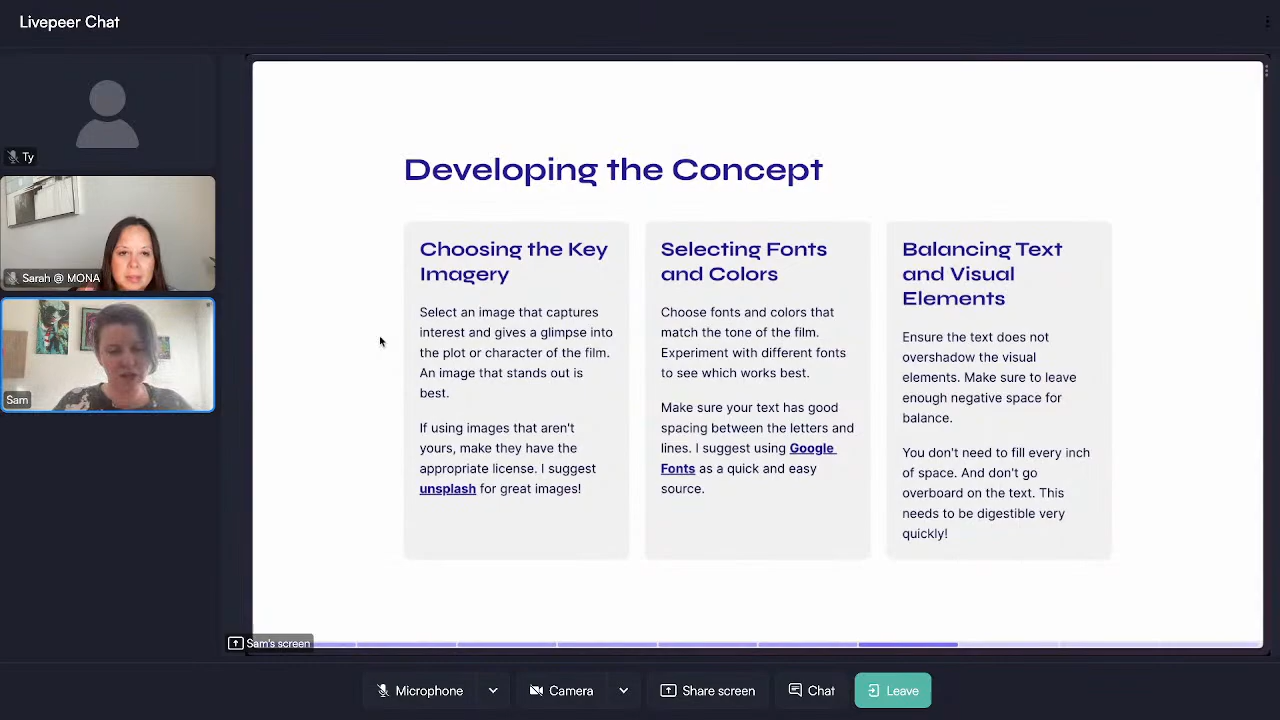 Livepeer Chat
Ty
Sarah @ MONA
Sam
Developing the Concept
Choosing the Key
Imagery
Select an image that captures
interest and gives a glimpse into
the plot or character of the film.
An image that stands out is
best.
If using images that aren't
yours, make they have the
appropriate license. I suggest
unsplash for great images!
Selecting Fonts
and Colors
Choose fonts and colors that
match the tone of the film.
Experiment with different fonts
to see which works best.
Make sure your text has good
spacing between the letters and
lines. I suggest using Google
Fonts as a quick and easy
source.
Balancing Text
and Visual
Elements
Ensure the text does not
overshadow the visual
elements. Make sure to leave
enough negative space for
balance.
You don't need to fill every inch
of space. And don't go
overboard on the text. This
needs to be digestible very
quickly!
Sam's screen
Microphone
Camera
Share screen
Chat
Leave